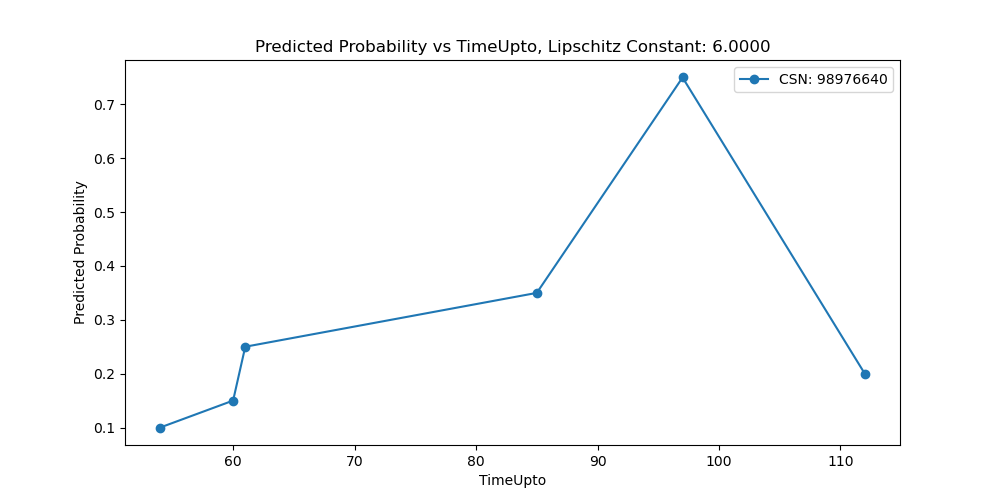 Predicted Probability vs TimeUpto, Lipschitz Constant: 6.0000
CSN: 98976640
Predicted Probability
0.7
0.6
0.5
0.4
0.3
0.2
0.1
60 70 80 90 100 110
TimeUpto